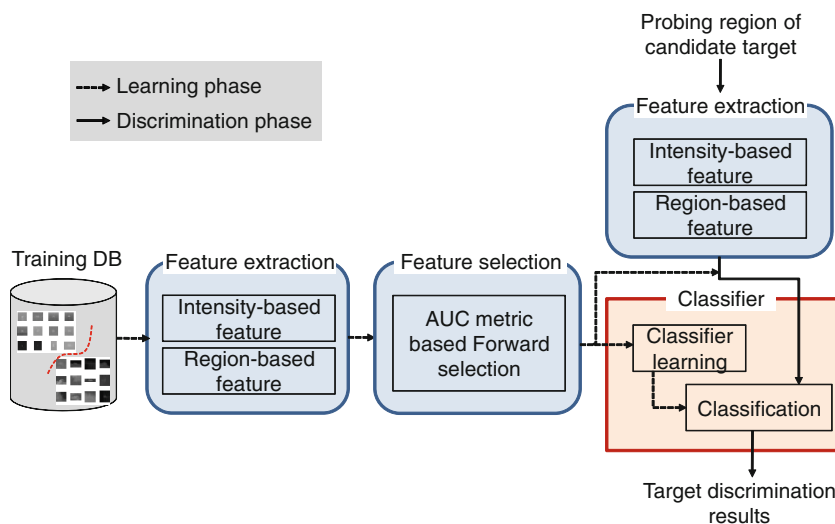 Probing region of
candidate target
Learning phase
Discrimination phase
Feature extraction
Intensity-based
feature
Region-based
feature
Training DB
Feature extraction
Intensity-based
feature
Region-based
feature
Feature selection
AUC metric
based Forward
selection
Classifier
Classifier
learning
Classification
Target discrimination
results